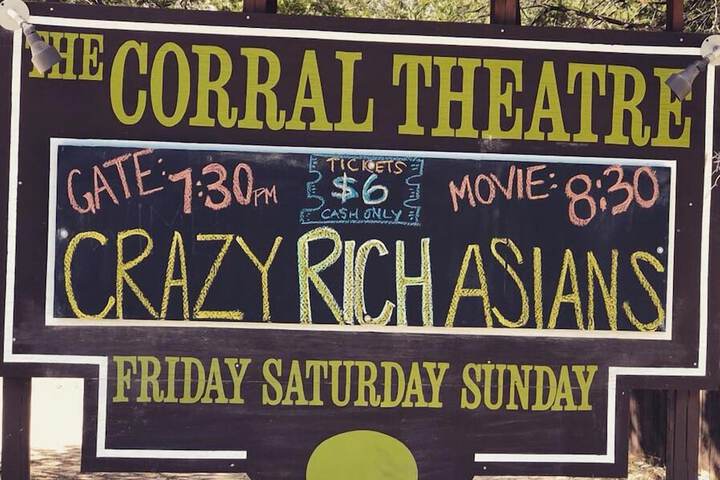 THE CORRAL THEATRE
GATE: 7:30PM
TICKETS
$6
CASH ONLY
MOVIE: 8:30
CRAZY RICH ASIANS
FRIDAY SATURDAY SUNDAY